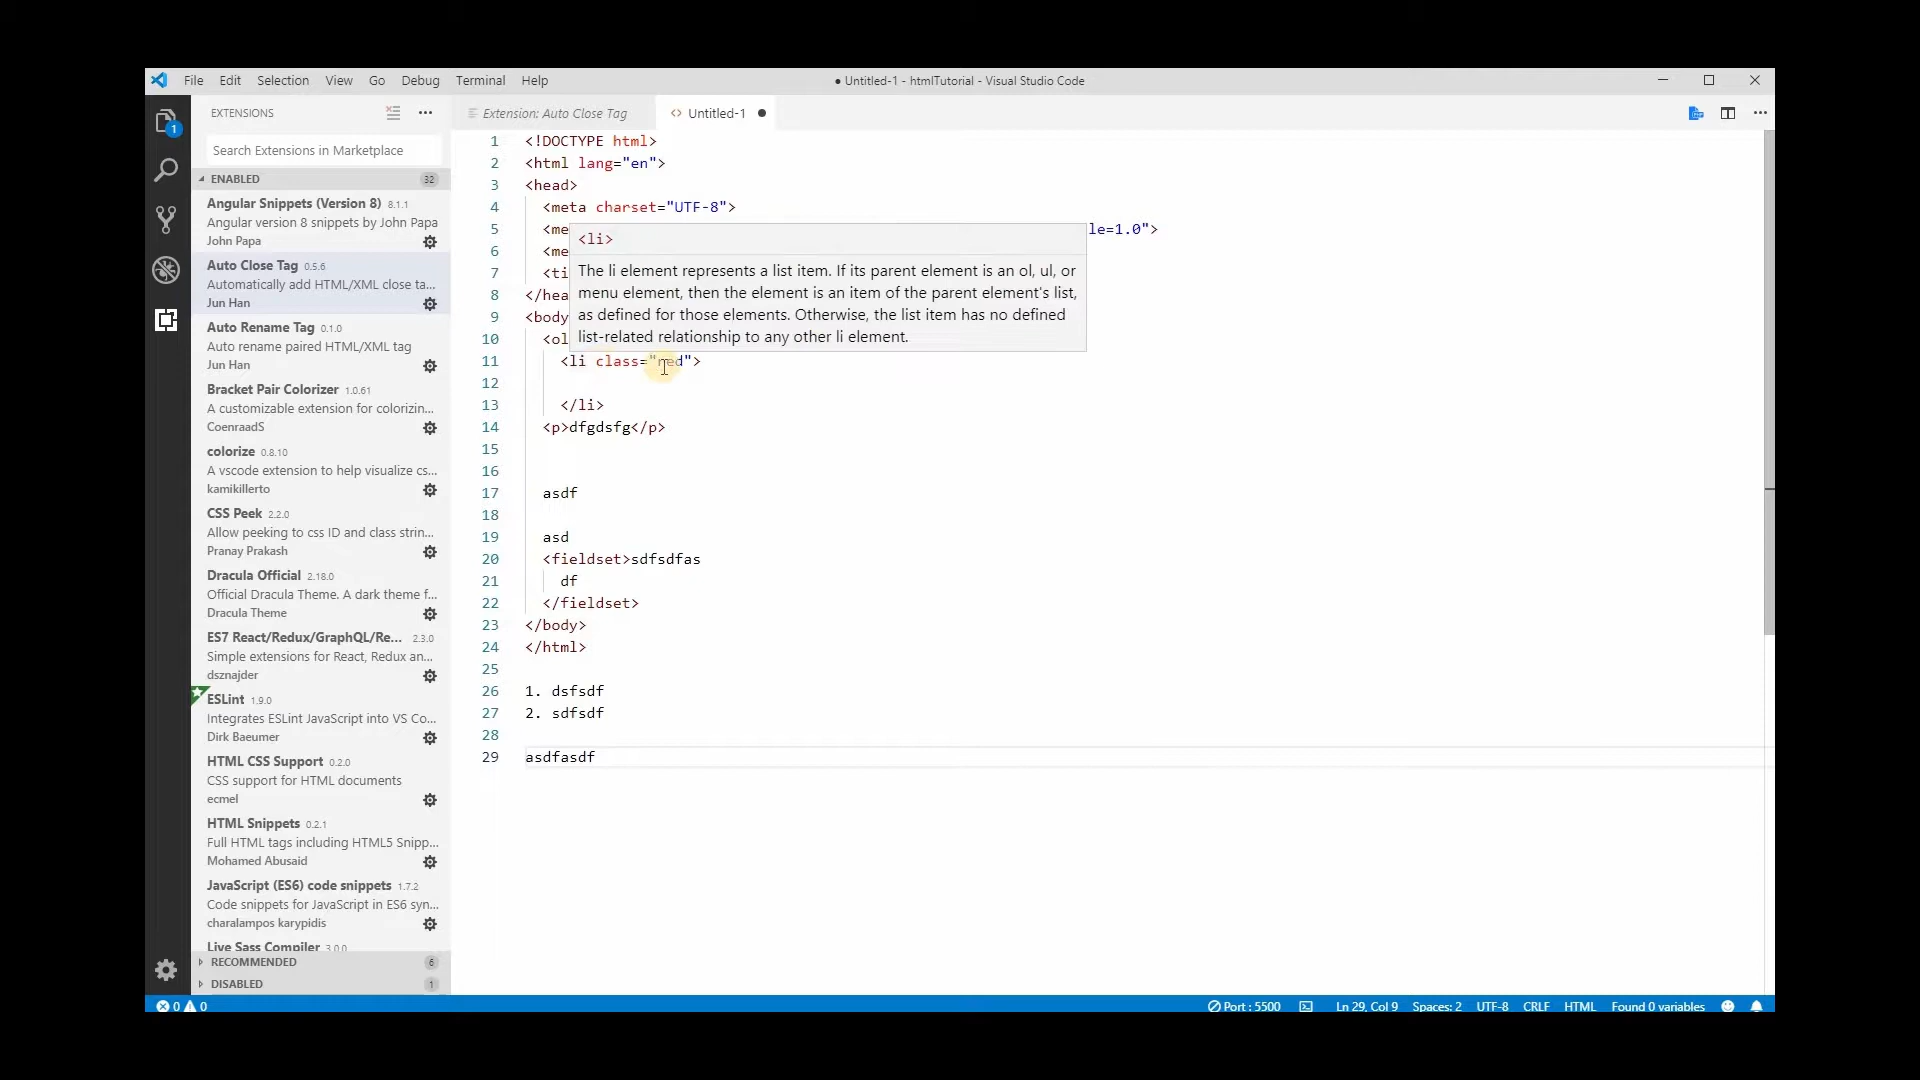 File Edit Selection View Go Debug Terminal Help
● Untitled-1 - htmlTutorial - Visual Studio Code
1
EXTENSIONS
Search Extensions in Marketplace
ENABLED 32
Angular Snippets (Version 8) 8.1.1
Angular version 8 snippets by John Papa
John Papa
Auto Close Tag 0.5.6
Automatically add HTML/XML close ta...
Jun Han
Auto Rename Tag 0.1.0
Auto rename paired HTML/XML tag
Jun Han
Bracket Pair Colorizer 1.0.61
A customizable extension for colorizin...
CoenraadS
colorize 0.8.10
A vscode extension to help visualize cs...
kamikillerto
CSS Peek 2.2.0
Allow peeking to css ID and class strin...
Pranay Prakash
Dracula Official 2.18.0
Official Dracula Theme. A dark theme f...
Dracula Theme
ES7 React/Redux/GraphQL/Re... 2.3.0
Simple extensions for React, Redux an...
dsznajder
ESLint 1.9.0
Integrates ESLint JavaScript into VS Co...
Dirk Baeumer
HTML CSS Support 0.2.0
CSS support for HTML documents
ecmel
HTML Snippets 0.2.1
Full HTML tags including HTML5 Snipp...
Mohamed Abusaid
JavaScript (ES6) code snippets 1.7.2
Code snippets for JavaScript in ES6 syn...
charalampos karypidis
Live Sass Compiler 3.0.0
RECOMMENDED 6
DISABLED 1
Extension: Auto Close Tag
<> Untitled-1 ●
1 <!DOCTYPE html>
2 <html lang="en">
3 <head>
4 <meta charset="UTF-8">
5 <me le=1.0">
6 <me
7 <ti
8 </hea
9 <body
10 <ol
<li>
The li element represents a list item. If its parent element is an ol, ul, or
menu element, then the element is an item of the parent element's list,
as defined for those elements. Otherwise, the list item has no defined
list-related relationship to any other li element.
11 <li class="red">
12
13 </li>
14 <p>dfgdsfg</p>
15
16
17 asdf
18
19 asd
20 <fieldset>sdfsdfas
21 df
22 </fieldset>
23 </body>
24 </html>
25
26 1. dsfsdf
27 2. sdfsdf
28
29 asdfasdf
0 0
Port : 5500 Ln 29, Col 9 Spaces: 2 UTF-8 CRLF HTML Found 0 variables